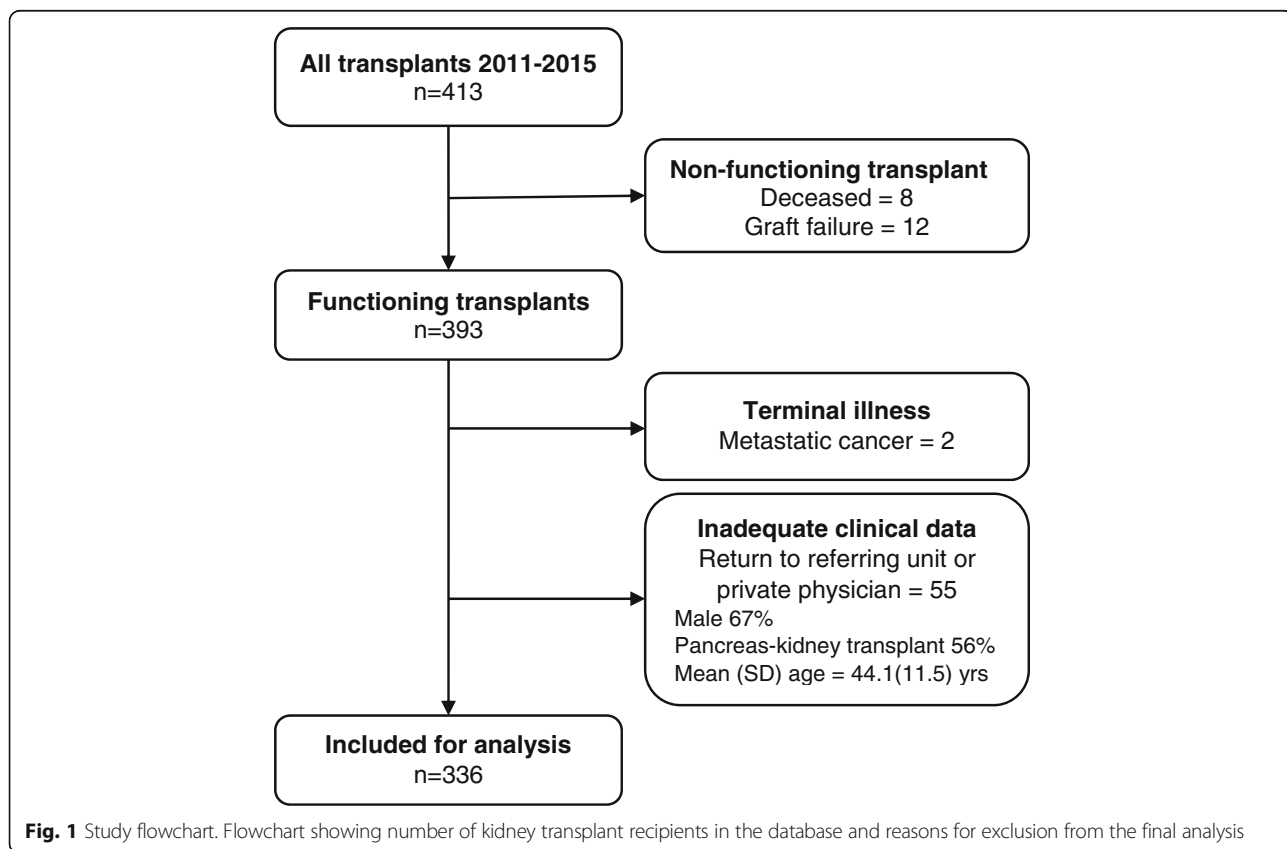 All transplants 2011-2015
n=413
Non-functioning transplant
Deceased = 8
Graft failure = 12
Functioning transplants
n=393
Terminal illness
Metastatic cancer = 2
Inadequate clinical data
Return to referring unit or
private physician = 55
Male 67%
Pancreas-kidney transplant 56%
Mean (SD) age = 44.1(11.5) yrs
Included for analysis
n=336
Fig. 1 Study flowchart. Flowchart showing number of kidney transplant recipients in the database and reasons for exclusion from the final analysis